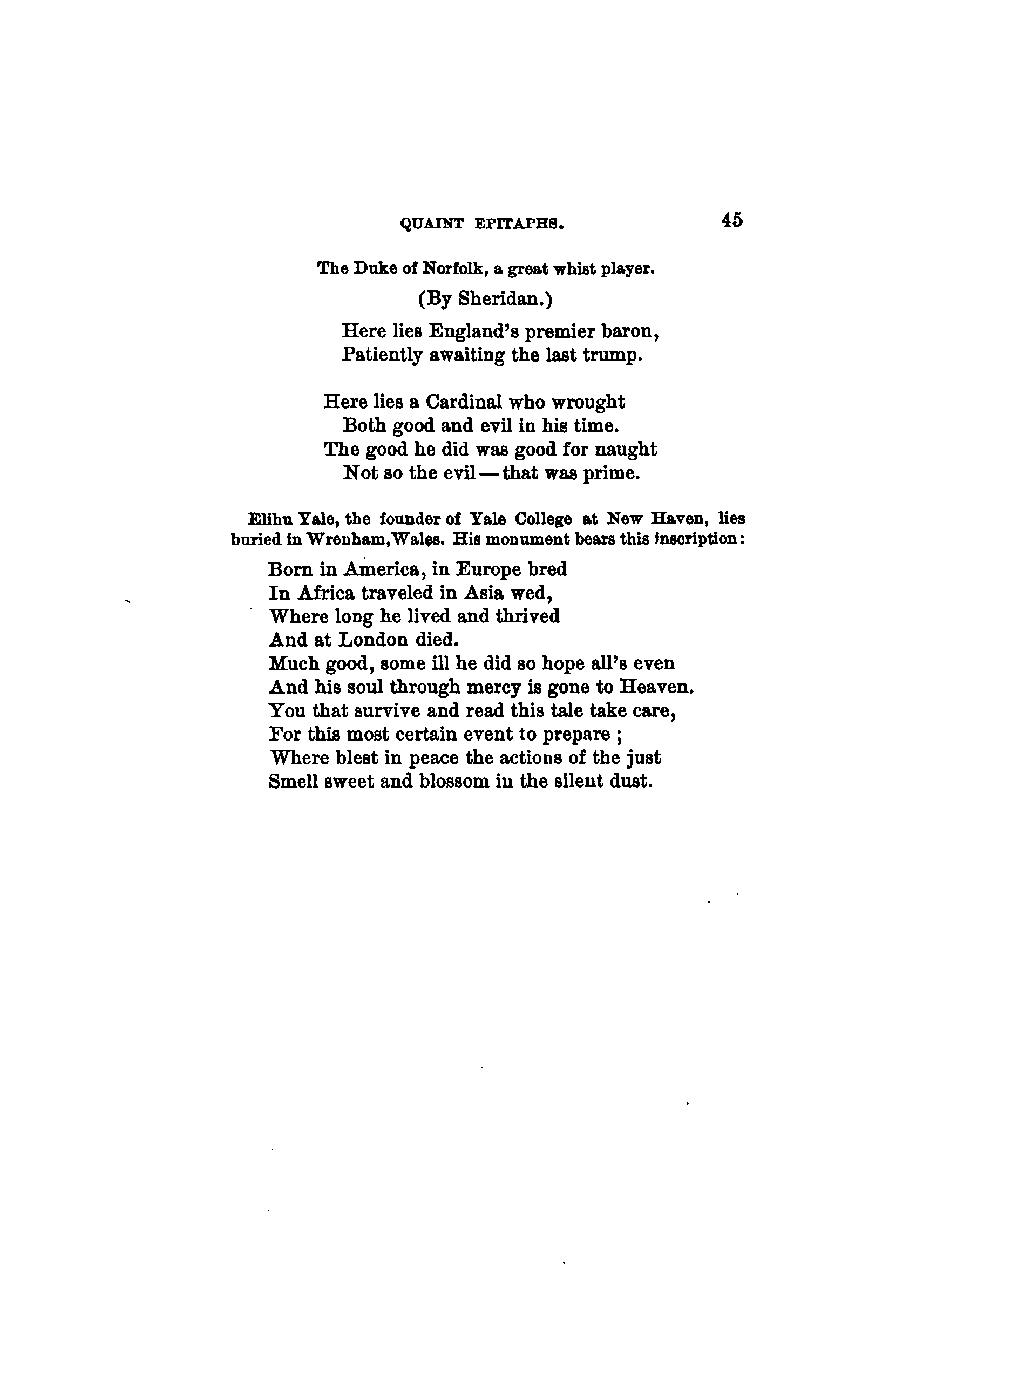 QUAINT EPITAPHS. 45
The Duke of Norfolk, a great whist player.
(By Sheridan.)
Here lies England's premier baron,
Patiently awaiting the last trump.
Here lies a Cardinal who wrought
Both good and evil in his time.
The good he did was good for naught
Not so the evil—that was prime.
Elihu Yale, the founder of Yale College at New Haven, lies
buried in Wrenham, Wales. His monument bears this inscription:
Born in America, in Europe bred
In Africa traveled in Asia wed,
Where long he lived and thrived
And at London died.
Much good, some ill he did so hope all's even
And his soul through mercy is gone to Heaven.
You that survive and read this tale take care,
For this most certain event to prepare ;
Where blest in peace the actions of the just
Smell sweet and blossom in the silent dust.